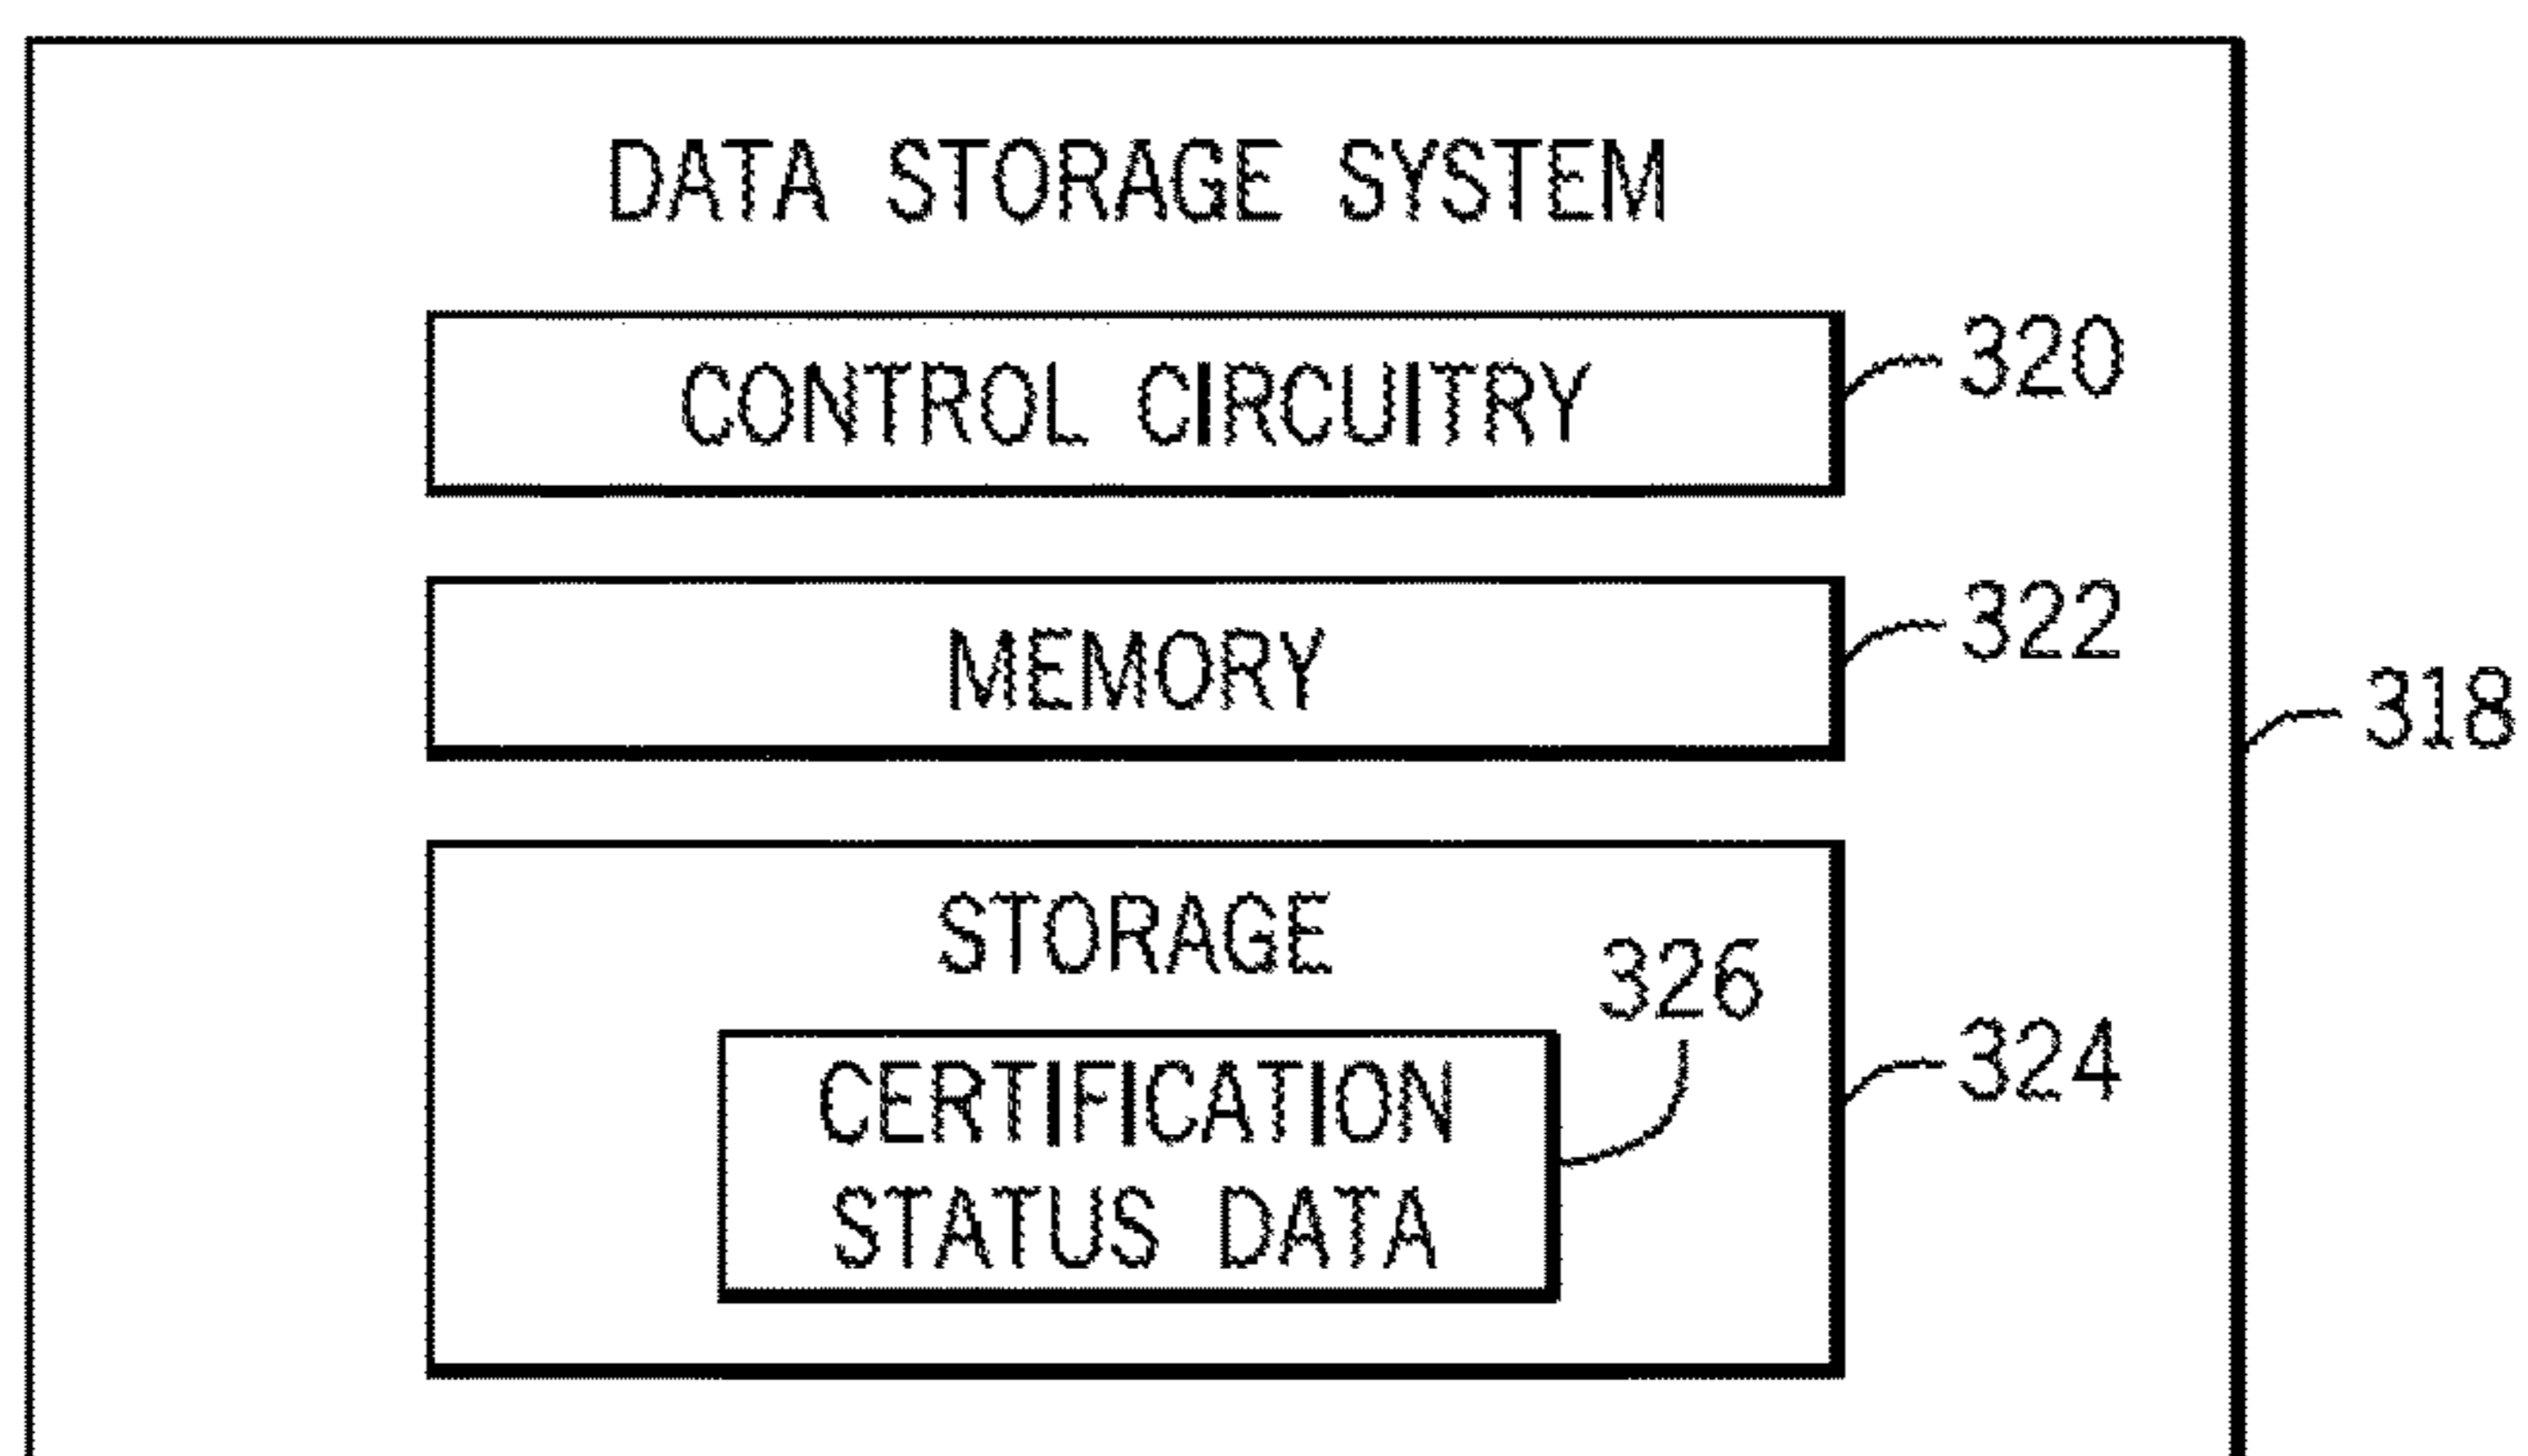 DATA STORAGE SYSTEM
CONTROL CIRCUITRY
320
MEMORY
322
318
STORAGE
326
CERTIFICATION
STATUS DATA
324